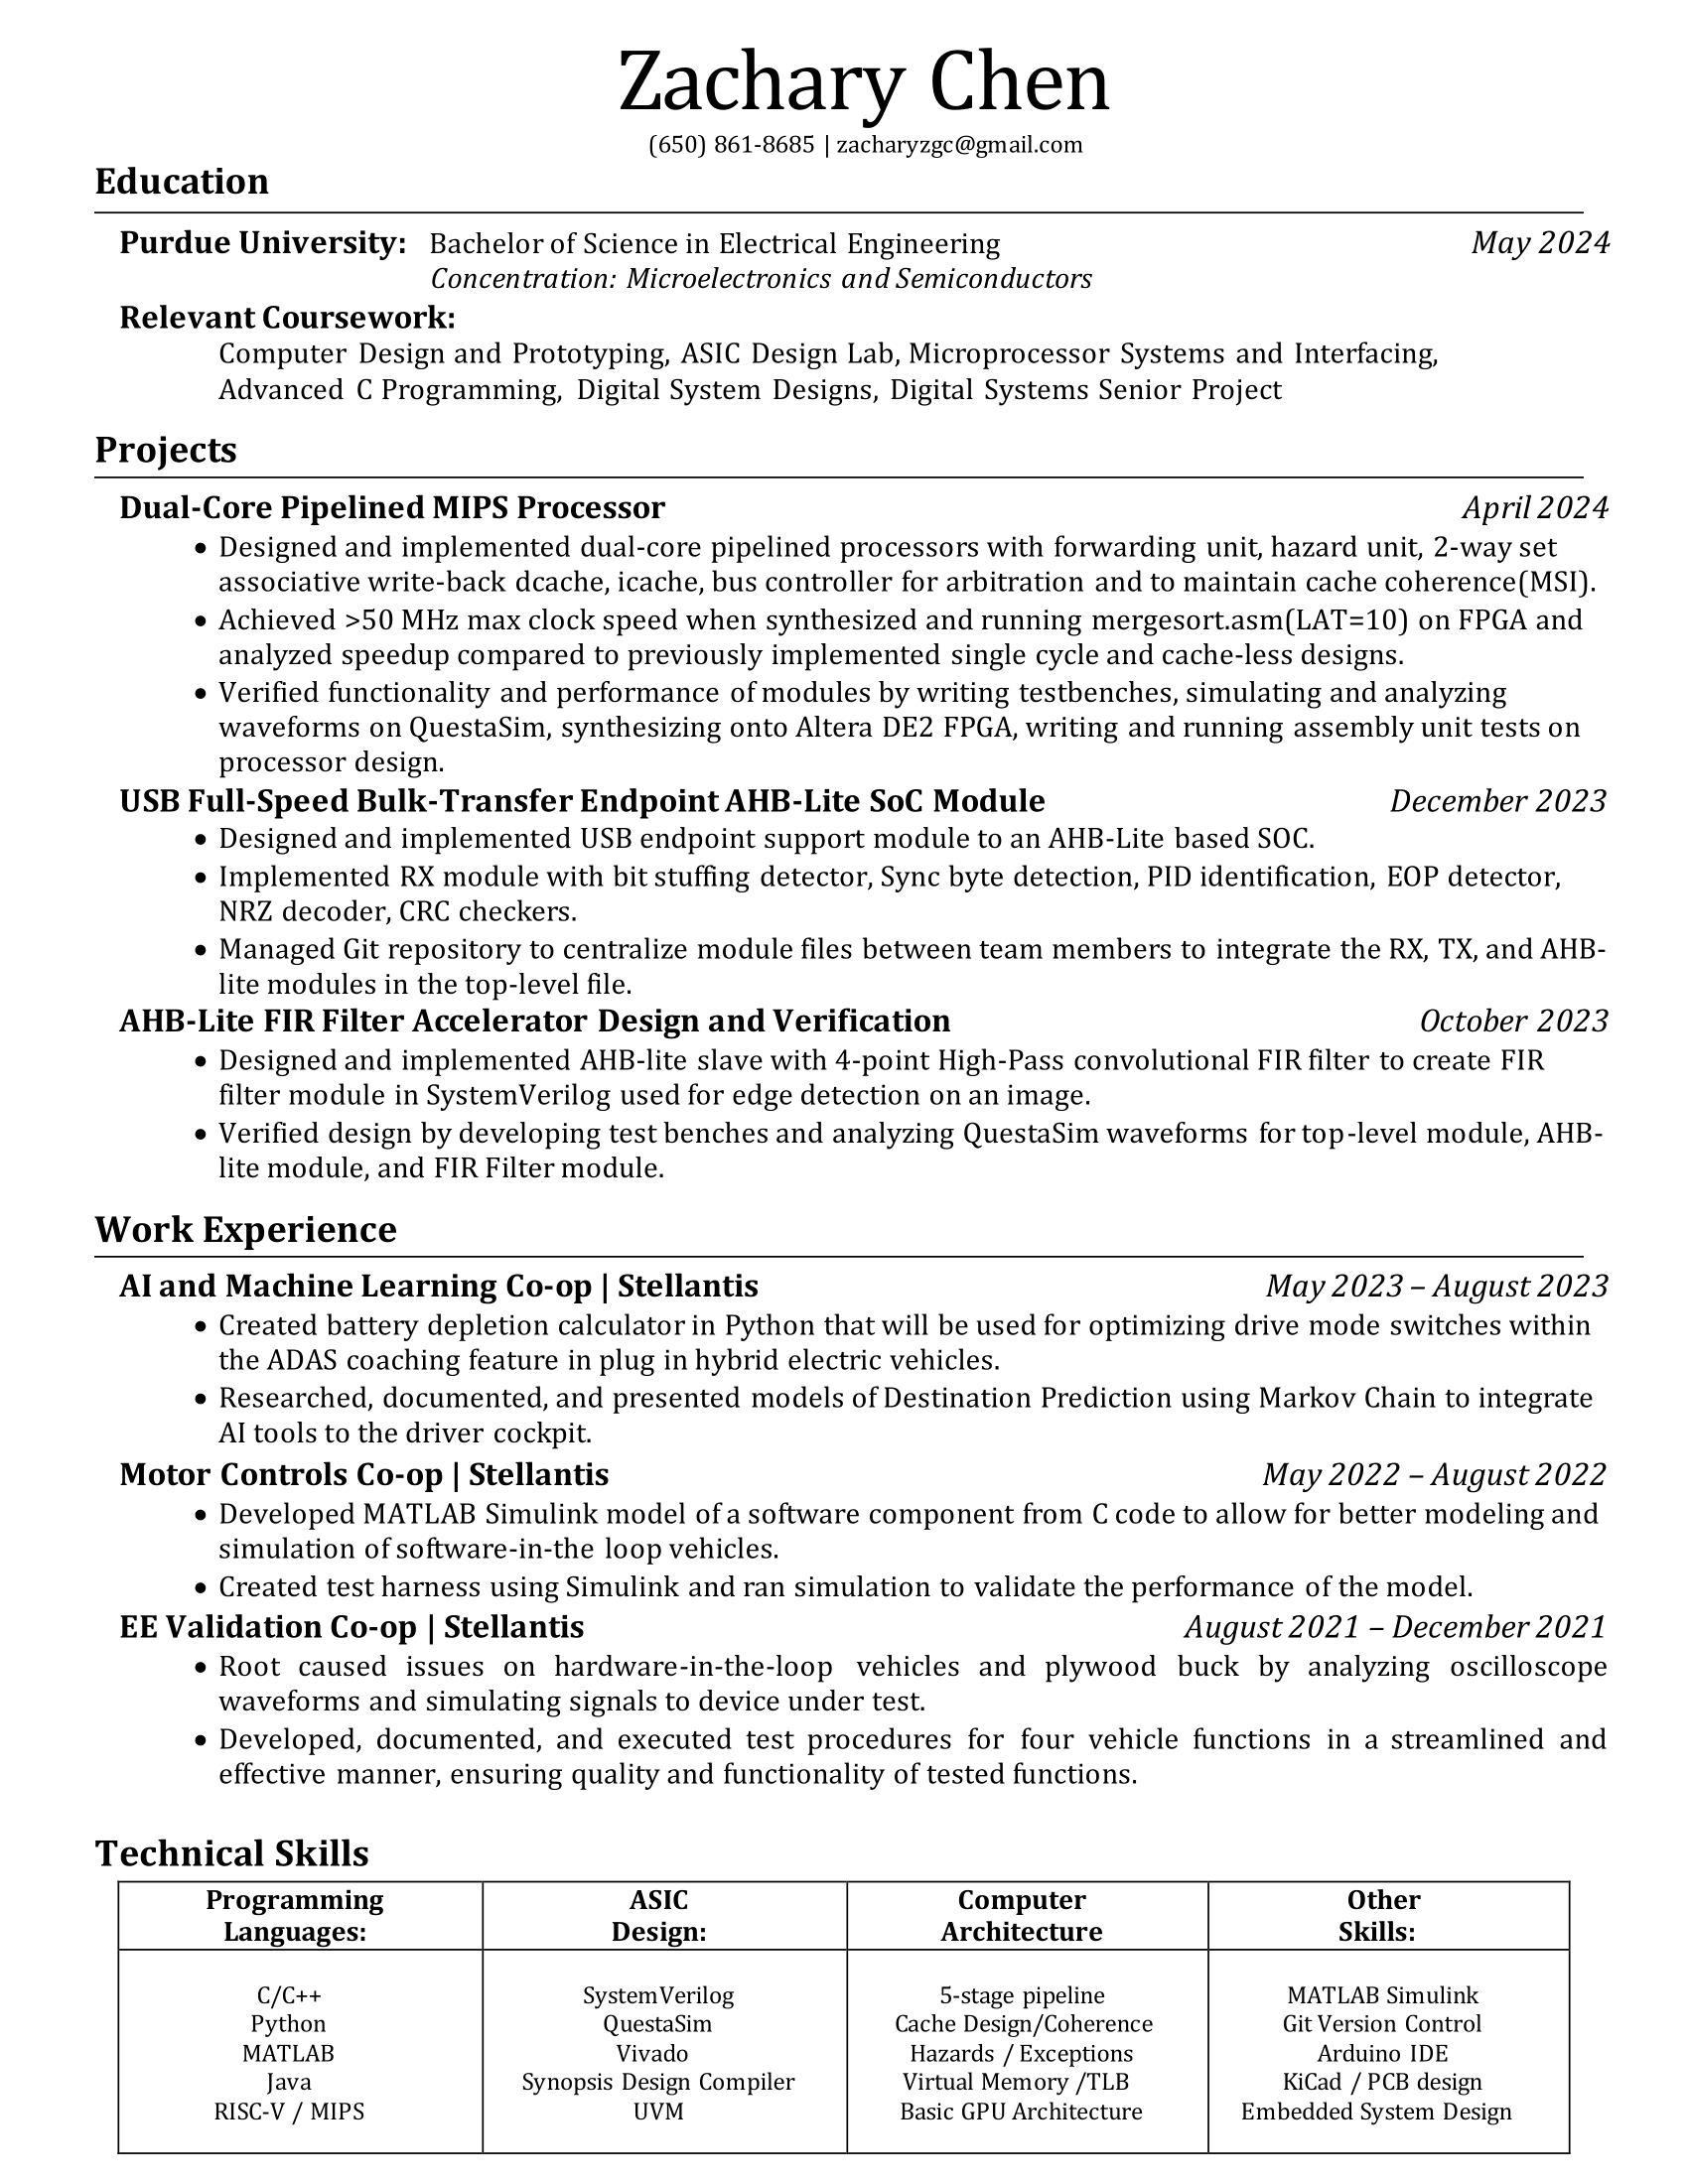 Zachary Chen
(650) 861-8685 | zacharyzgc@gmail.com
Education
Purdue University: Bachelor of Science in Electrical Engineering May 2024
Concentration: Microelectronics and Semiconductors
Relevant Coursework:
Computer Design and Prototyping, ASIC Design Lab, Microprocessor Systems and Interfacing,
Advanced C Programming, Digital System Designs, Digital Systems Senior Project
Projects
Dual-Core Pipelined MIPS Processor April 2024
• Designed and implemented dual-core pipelined processors with forwarding unit, hazard unit, 2-way set
associative write-back dcache, icache, bus controller for arbitration and to maintain cache coherence(MSI).
• Achieved >50 MHz max clock speed when synthesized and running mergesort.asm(LAT=10) on FPGA and
analyzed speedup compared to previously implemented single cycle and cache-less designs.
• Verified functionality and performance of modules by writing testbenches, simulating and analyzing
waveforms on QuestaSim, synthesizing onto Altera DE2 FPGA, writing and running assembly unit tests on
processor design.
USB Full-Speed Bulk-Transfer Endpoint AHB-Lite SoC Module December 2023
• Designed and implemented USB endpoint support module to an AHB-Lite based SOC.
• Implemented RX module with bit stuffing detector, Sync byte detection, PID identification, EOP detector,
NRZ decoder, CRC checkers.
• Managed Git repository to centralize module files between team members to integrate the RX, TX, and AHB-
lite modules in the top-level file.
AHB-Lite FIR Filter Accelerator Design and Verification October 2023
• Designed and implemented AHB-lite slave with 4-point High-Pass convolutional FIR filter to create FIR
filter module in SystemVerilog used for edge detection on an image.
• Verified design by developing test benches and analyzing QuestaSim waveforms for top-level module, AHB-
lite module, and FIR Filter module.
Work Experience
AI and Machine Learning Co-op | Stellantis May 2023 – August 2023
• Created battery depletion calculator in Python that will be used for optimizing drive mode switches within
the ADAS coaching feature in plug in hybrid electric vehicles.
• Researched, documented, and presented models of Destination Prediction using Markov Chain to integrate
AI tools to the driver cockpit.
Motor Controls Co-op | Stellantis May 2022 – August 2022
• Developed MATLAB Simulink model of a software component from C code to allow for better modeling and
simulation of software-in-the loop vehicles.
• Created test harness using Simulink and ran simulation to validate the performance of the model.
EE Validation Co-op | Stellantis August 2021 – December 2021
• Root caused issues on hardware-in-the-loop vehicles and plywood buck by analyzing oscilloscope
waveforms and simulating signals to device under test.
• Developed, documented, and executed test procedures for four vehicle functions in a streamlined and
effective manner, ensuring quality and functionality of tested functions.
Technical Skills
Programming ASIC Computer Other
Languages: Design: Architecture Skills:
C/C++ SystemVerilog 5-stage pipeline MATLAB Simulink
Python QuestaSim Cache Design/Coherence Git Version Control
MATLAB Vivado Hazards / Exceptions Arduino IDE
Java Synopsis Design Compiler Virtual Memory /TLB KiCad / PCB design
RISC-V / MIPS UVM Basic GPU Architecture Embedded System Design